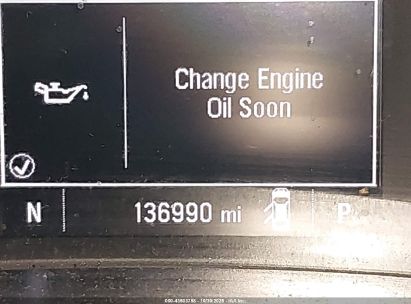 Change Engine
Oil Soon
N 136990 mi P